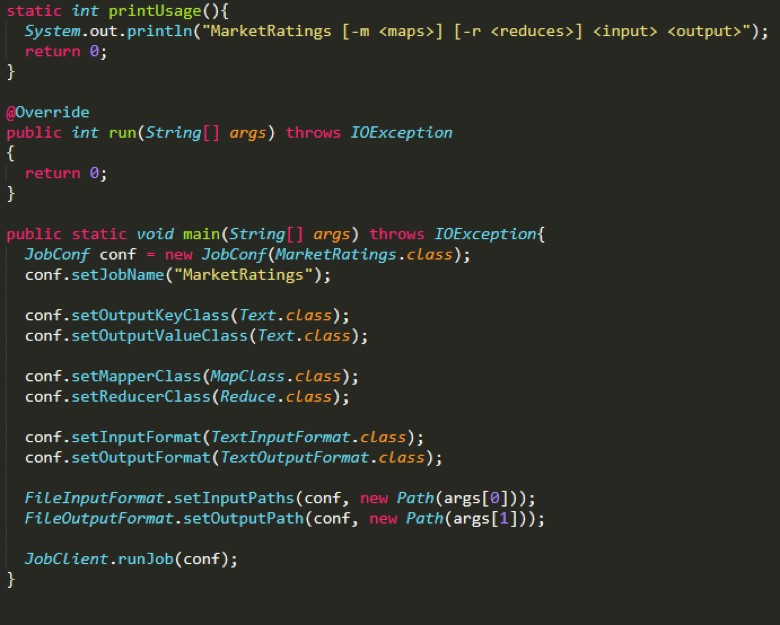 static int printUsage(){
System.out.println("MarketRatings [-m <maps>] [-r <reduces>] <input> <output>");
return 0;
}
@Override
public int run(String[] args) throws IOException
{
return 0;
}
public static void main(String[] args) throws IOException{
JobConf conf = new JobConf(MarketRatings.class);
conf.setJobName("MarketRatings");
conf.setOutputKeyClass(Text.class);
conf.setOutputValueClass(Text.class);
conf.setMapperClass(MapClass.class);
conf.setReducerClass(Reduce.class);
conf.setInputFormat(TextInputFormat.class);
conf.setOutputFormat(TextOutputFormat.class);
FileInputFormat.setInputPaths(conf, new Path(args[0]));
FileOutputFormat.setOutputPath(conf, new Path(args[1]));
JobClient.runJob(conf);
}